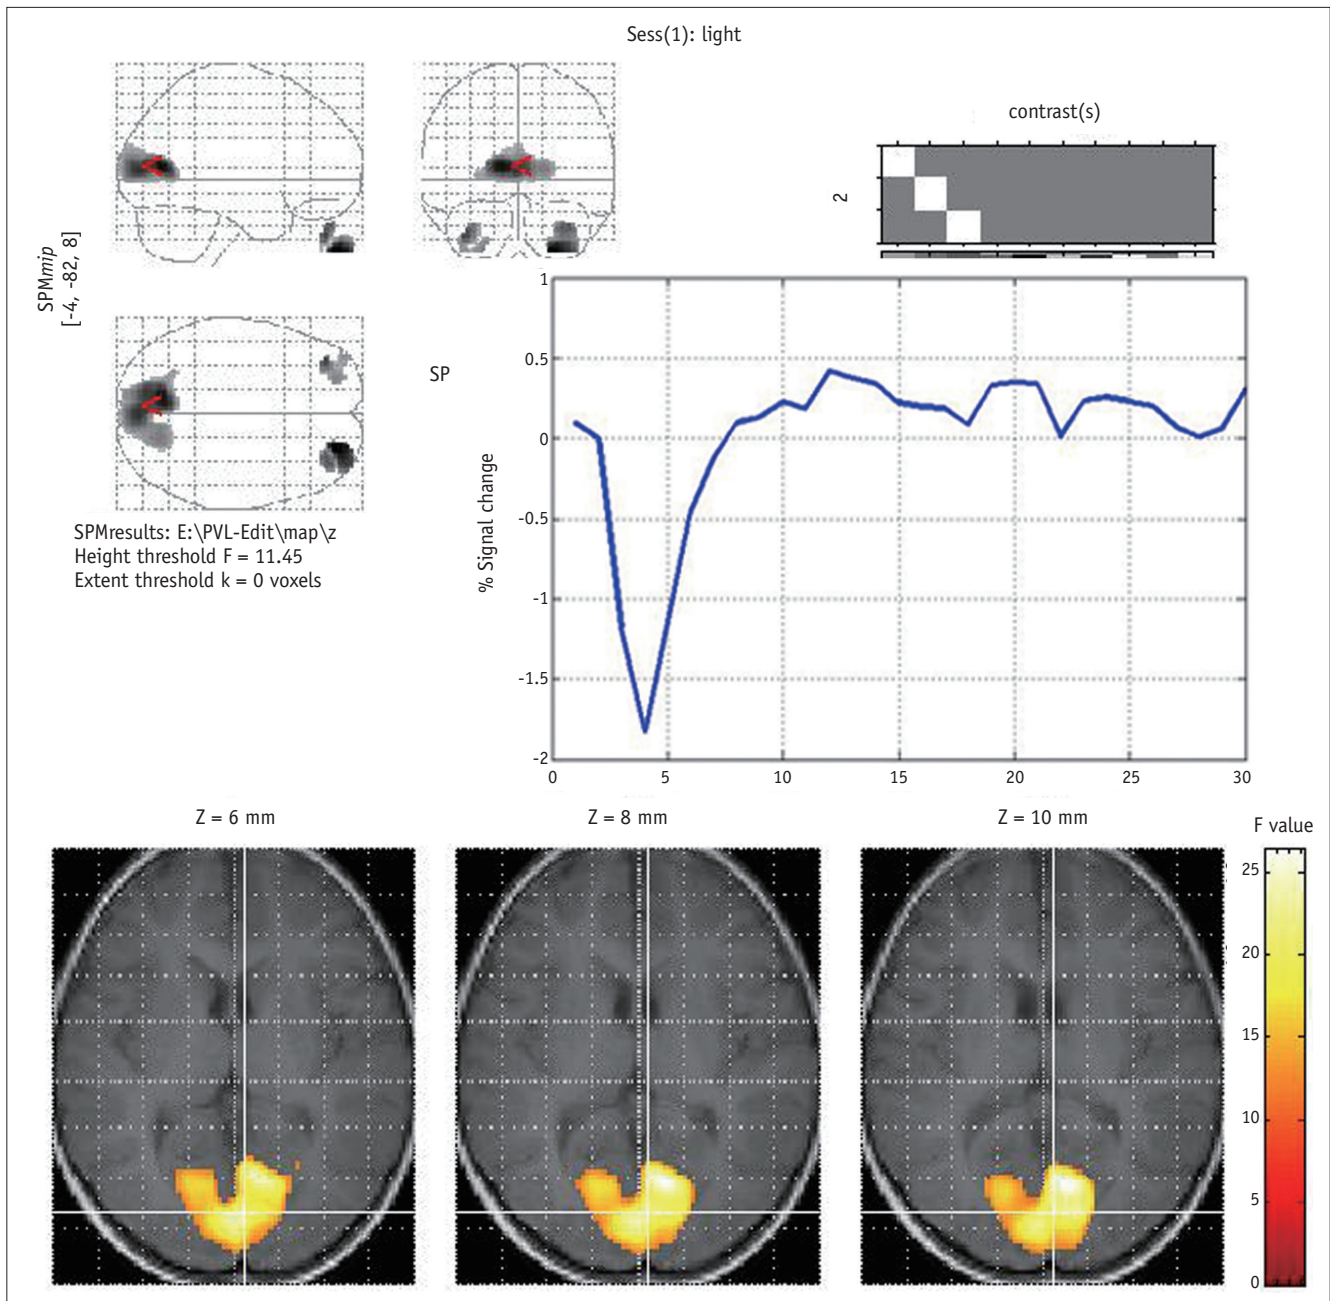 Sess(1): light
contrast(s)
2
SPMmip
[-4, -82, 8]
SPMresults: E:\PVL-Edit\map\z
Height threshold F = 11.45
Extent threshold k = 0 voxels
SP
% Signal change
1
0.5
0
-0.5
-1
-1.5
-2
0 5 10 15 20 25 30
Z = 6 mm
Z = 8 mm
Z = 10 mm
F value
25
20
15
10
5
0